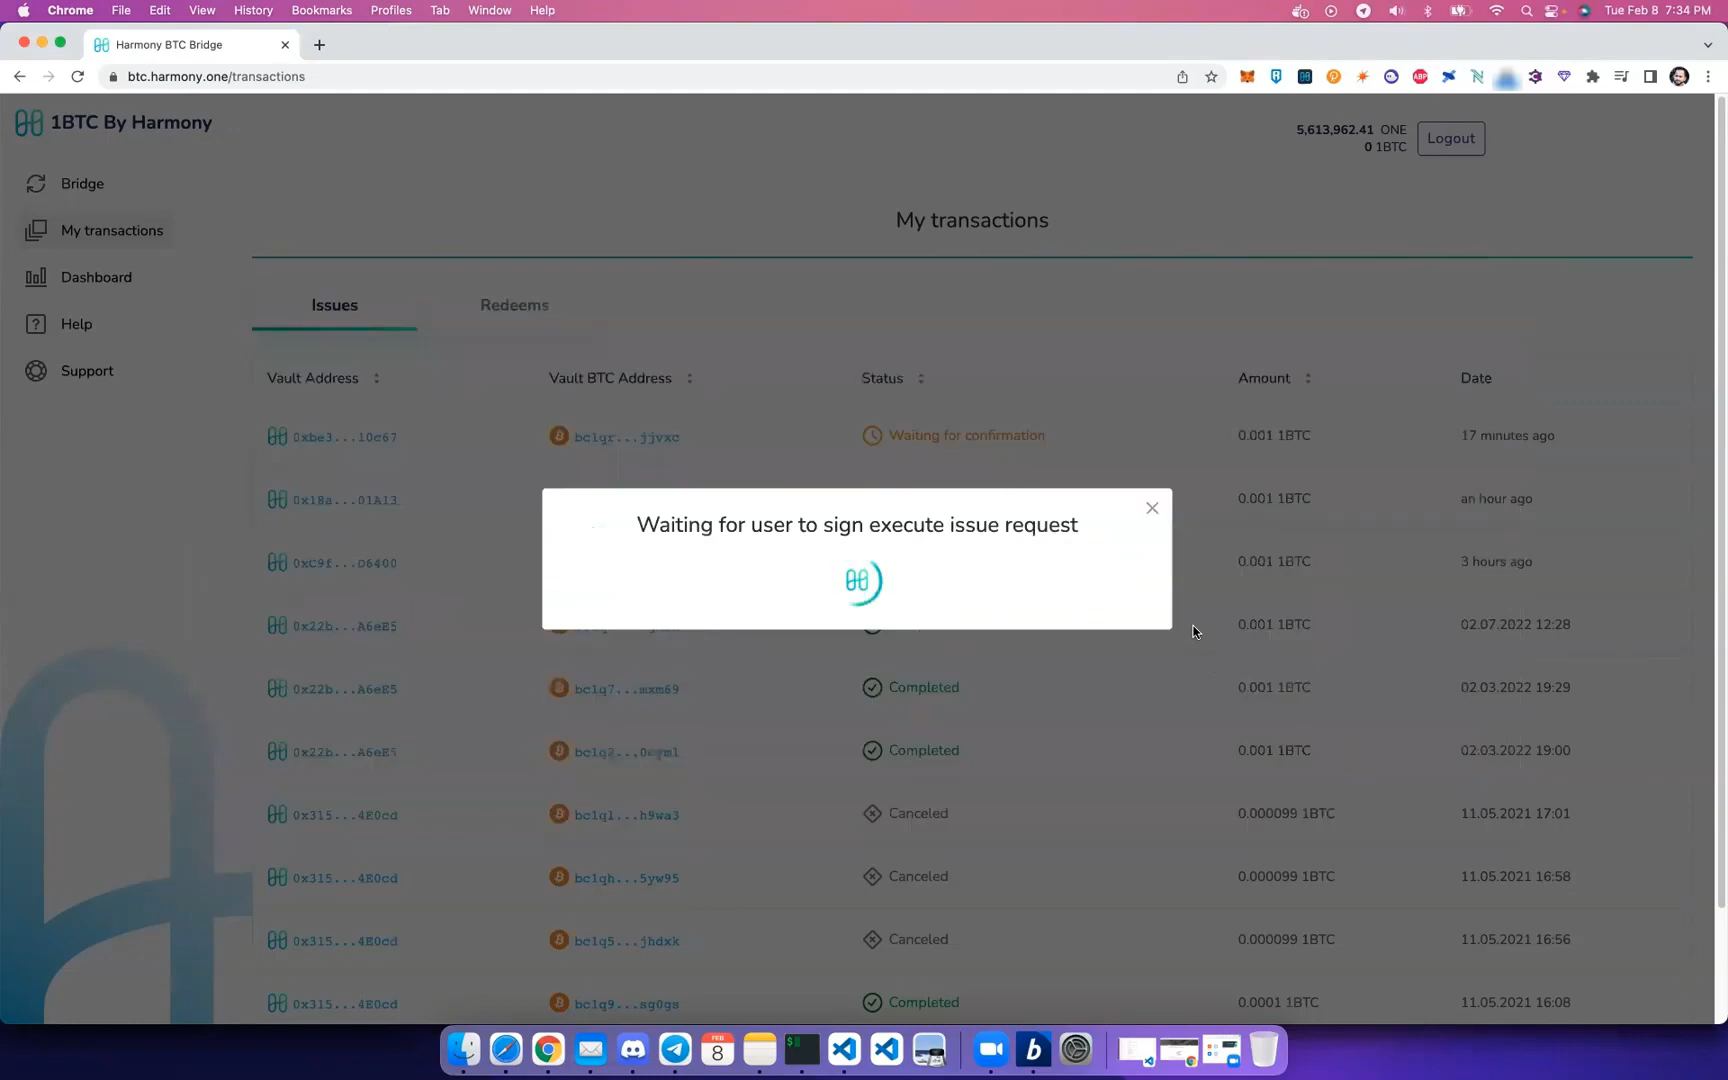 Chrome File Edit View History Bookmarks Profiles Tab Window Help Tue Feb 8 7:34 PM
Harmony BTC Bridge
btc.harmony.one/transactions
ABP
1BTC By Harmony
5,613,962.41 ONE
0 1BTC
Logout
Bridge
My transactions
Dashboard
Help
Support
My transactions
Issues Redeems
Vault Address Vault BTC Address Status Amount Date
0xbe3...10c67 bc1qr...jjvxc Waiting for confirmation 0.001 1BTC 17 minutes ago
0x18a...01A13 0.001 1BTC an hour ago
Waiting for user to sign execute issue request
0xC9f...D6400 0.001 1BTC 3 hours ago
0x22b...A6eE5 0.001 1BTC 02.07.2022 12:28
0x22b...A6eE5 bc1q7...mxm69 Completed 0.001 1BTC 02.03.2022 19:29
0x22b...A6eE5 Completed 0.001 1BTC 02.03.2022 19:00
0x315...4E0cd bc1ql...h9wa3 Canceled 0.000099 1BTC 11.05.2021 17:01
0x315...4E0cd bc1qh...5yw95 Canceled 0.000099 1BTC 11.05.2021 16:58
0x315...4E0cd bc1q5...jhdxk Canceled 0.000099 1BTC 11.05.2021 16:56
0x315...4E0cd bc1q9...sg0gs Completed 0.0001 1BTC 11.05.2021 16:08
FEB
8
b